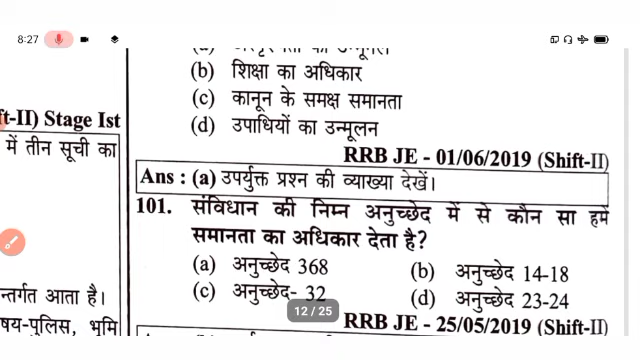 8:27
(b) शिक्षा का अधिकार
(c) कानून के समक्ष समानता
ft-II) Stage Ist
(d) उपाधियों का उन्मूलन
में तीन सूची का
RRB JE - 01/06/2019 (Shift-II)
Ans : (a) उपर्युक्त प्रश्न की व्याख्या देखें।
101. संविधान की निम्न अनुच्छेद में से कौन सा हमें
समानता का अधिकार देता है?
(a) अनुच्छेद 368 (b) अनुच्छेद 14-18
न्तर्गत आता है।
(c) अनुच्छेद- 32 (d) अनुच्छेद 23-24
12 / 25
षय-पुलिस, भूमि
RRB JE - 25/05/2019 (Shift-II)